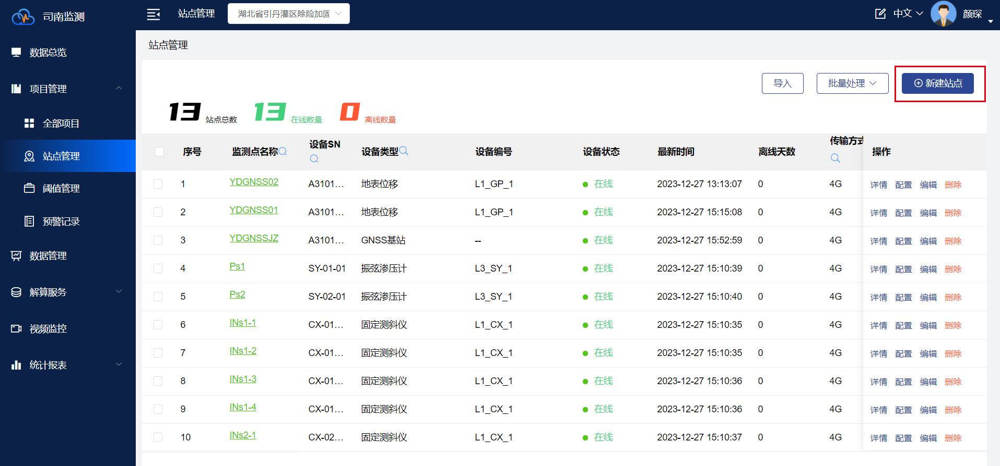 司南监测
站点管理
湖北省引丹灌区除险加固
中文
颜琛
数据总览
项目管理
全部项目
站点管理
阈值管理
预警记录
数据管理
解算服务
视频监控
统计报表
站点管理
导入
批量处理
新建站点
13 站点总数 13 在线数量 0 离线数量
序号 监测点名称 设备SN 设备类型 设备编号 设备状态 最新时间 离线天数 传输方式 操作
1 YDGNSS02 A3101... 地表位移 L1_GP_1 在线 2023-12-27 13:13:07 0 4G 详情 配置 编辑 删除
2 YDGNSS01 A3101... 地表位移 L1_GP_1 在线 2023-12-27 15:15:08 0 4G 详情 配置 编辑 删除
3 YDGNSSJZ A3101... GNSS基站 -- 在线 2023-12-27 15:52:59 0 4G 详情 配置 编辑 删除
4 Ps1 SY-01-01 振弦渗压计 L3_SY_1 在线 2023-12-27 15:10:39 0 4G 详情 配置 编辑 删除
5 Ps2 SY-02-01 振弦渗压计 L3_SY_1 在线 2023-12-27 15:10:40 0 4G 详情 配置 编辑 删除
6 INs1-1 CX-01... 固定测斜仪 L1_CX_1 在线 2023-12-27 15:10:35 0 4G 详情 配置 编辑 删除
7 INs1-2 CX-01... 固定测斜仪 L1_CX_1 在线 2023-12-27 15:10:35 0 4G 详情 配置 编辑 删除
8 INs1-3 CX-01... 固定测斜仪 L1_CX_1 在线 2023-12-27 15:10:36 0 4G 详情 配置 编辑 删除
9 INs1-4 CX-01... 固定测斜仪 L1_CX_1 在线 2023-12-27 15:10:36 0 4G 详情 配置 编辑 删除
10 INs2-1 CX-02... 固定测斜仪 L1_CX_1 在线 2023-12-27 15:10:37 0 4G 详情 配置 编辑 删除